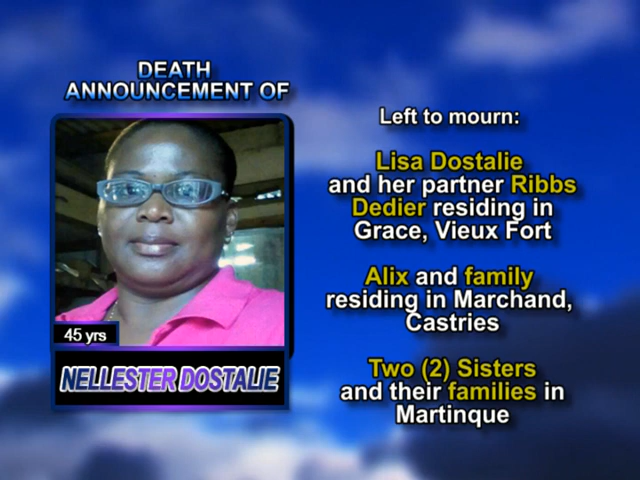 DEATH
ANNOUNCEMENT OF
45 yrs
NELLESTER DOSTALIE
Left to mourn:
Lisa Dostalie
and her partner Ribbs
Dedier residing in
Grace, Vieux Fort
Alix and family
residing in Marchand,
Castries
Two (2) Sisters
and their families in
Martinque